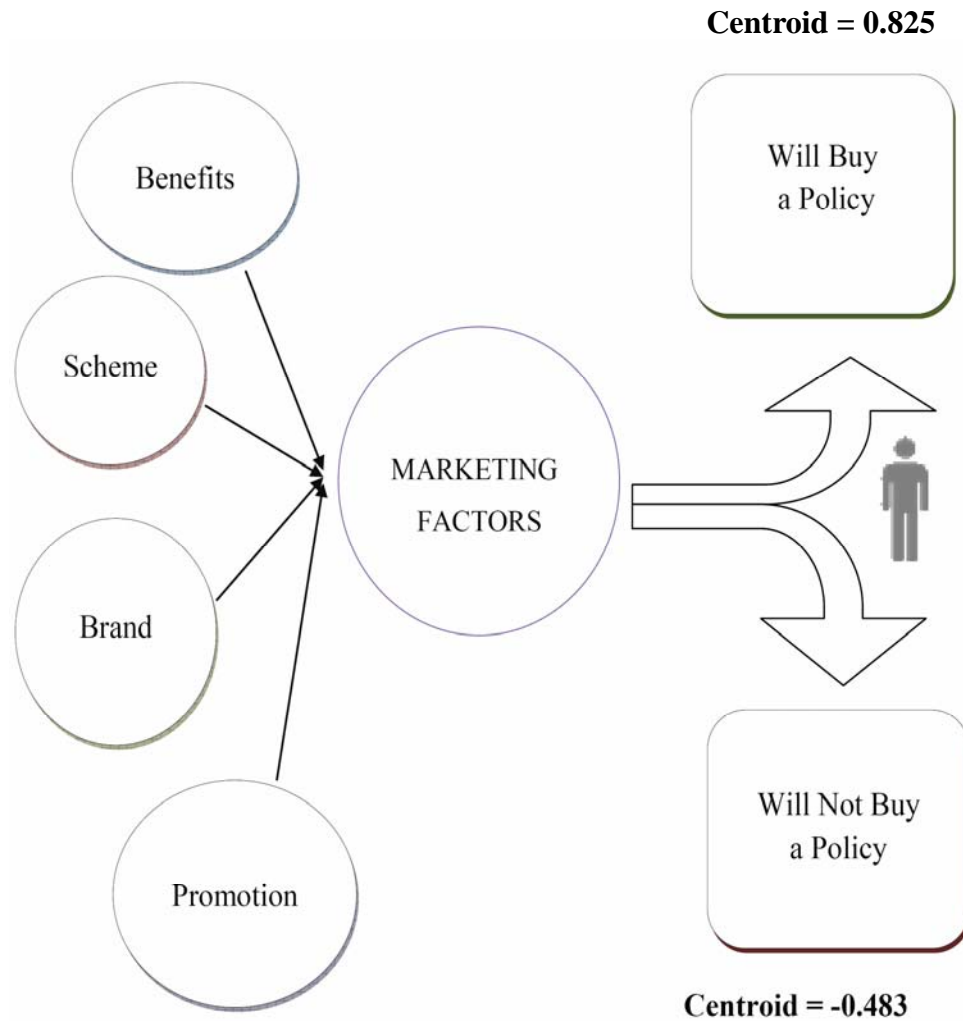 Centroid = 0.825
Benefits
Will Buy
a Policy
Scheme
MARKETING
FACTORS
Brand
Will Not Buy
a Policy
Promotion
Centroid = -0.483